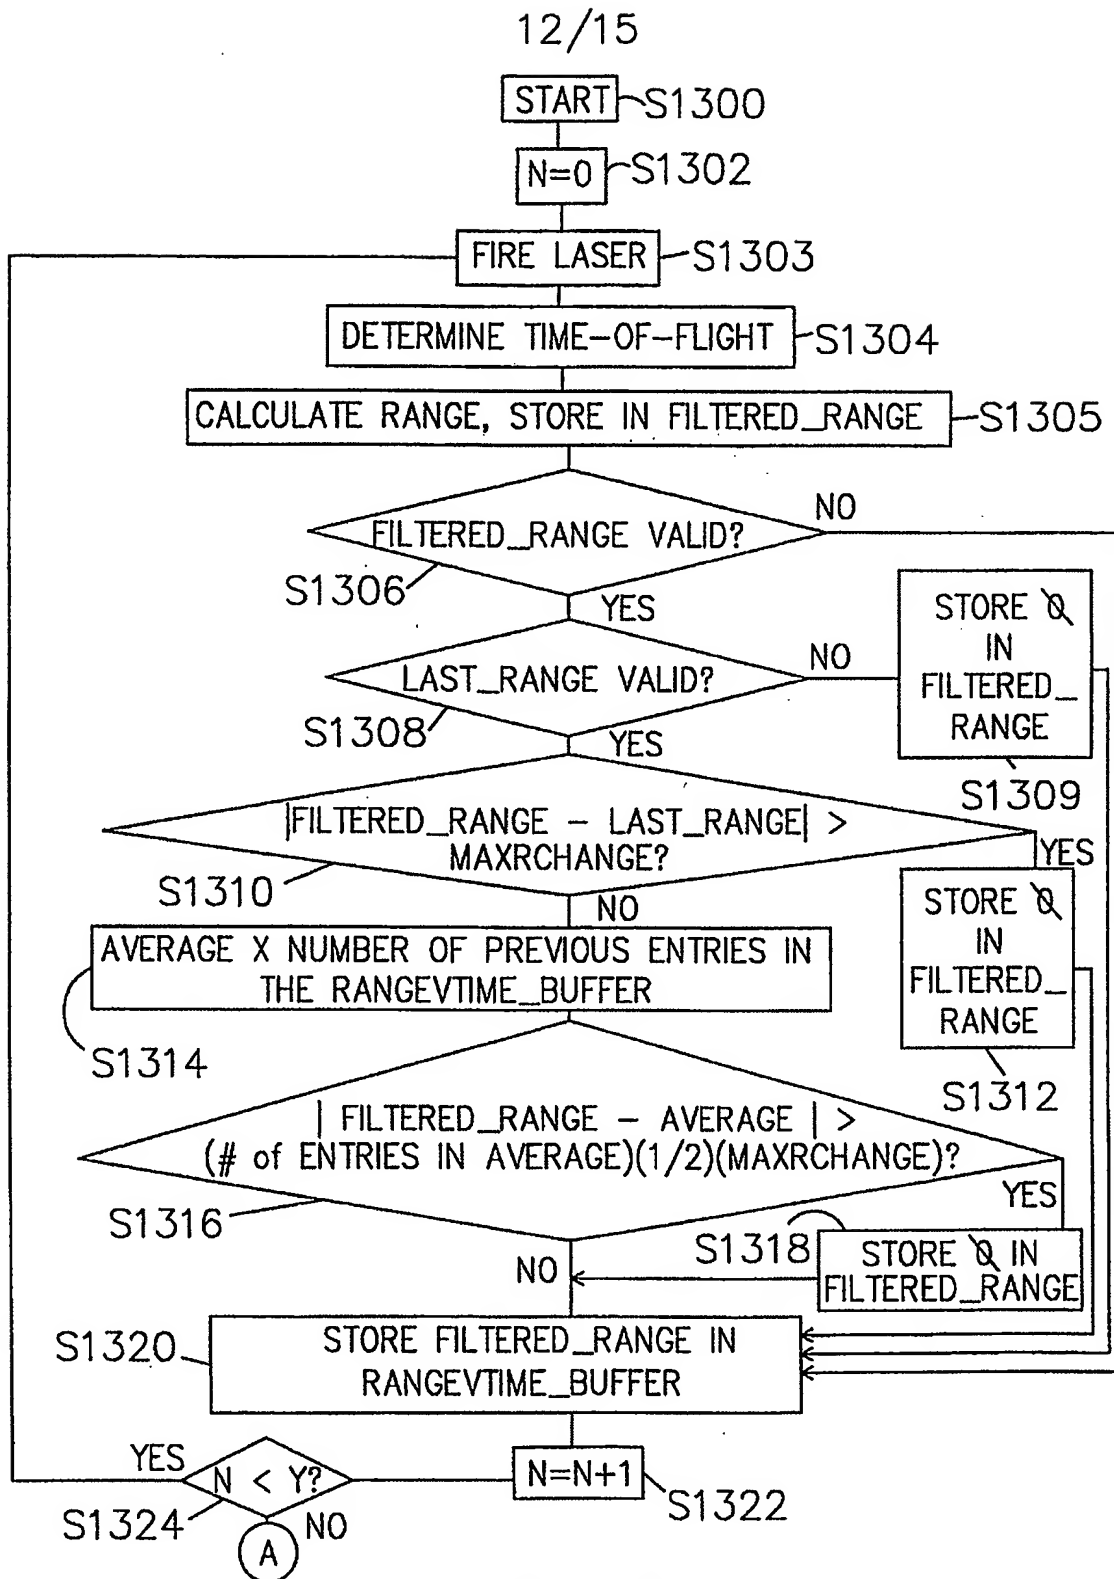 12/15
START
S1300
N=0
S1302
FIRE LASER
S1303
DETERMINE TIME-OF-FLIGHT
S1304
CALCULATE RANGE, STORE IN FILTERED_RANGE
S1305
FILTERED_RANGE VALID?
NO
S1306
YES
STORE 0
IN
FILTERED_
RANGE
S1309
LAST_RANGE VALID?
NO
S1308
YES
|FILTERED_RANGE - LAST_RANGE| >
MAXRCHANGE?
YES
S1310
NO
STORE 0
IN
FILTERED_
RANGE
S1312
AVERAGE X NUMBER OF PREVIOUS ENTRIES IN
THE RANGEVTIME_BUFFER
S1314
| FILTERED_RANGE - AVERAGE | >
(# of ENTRIES IN AVERAGE)(1/2)(MAXRCHANGE)?
YES
S1316
S1318
NO
STORE 0 IN
FILTERED_RANGE
S1320
STORE FILTERED_RANGE IN
RANGEVTIME_BUFFER
YES
N < Y?
N=N+1
S1322
S1324
NO
A